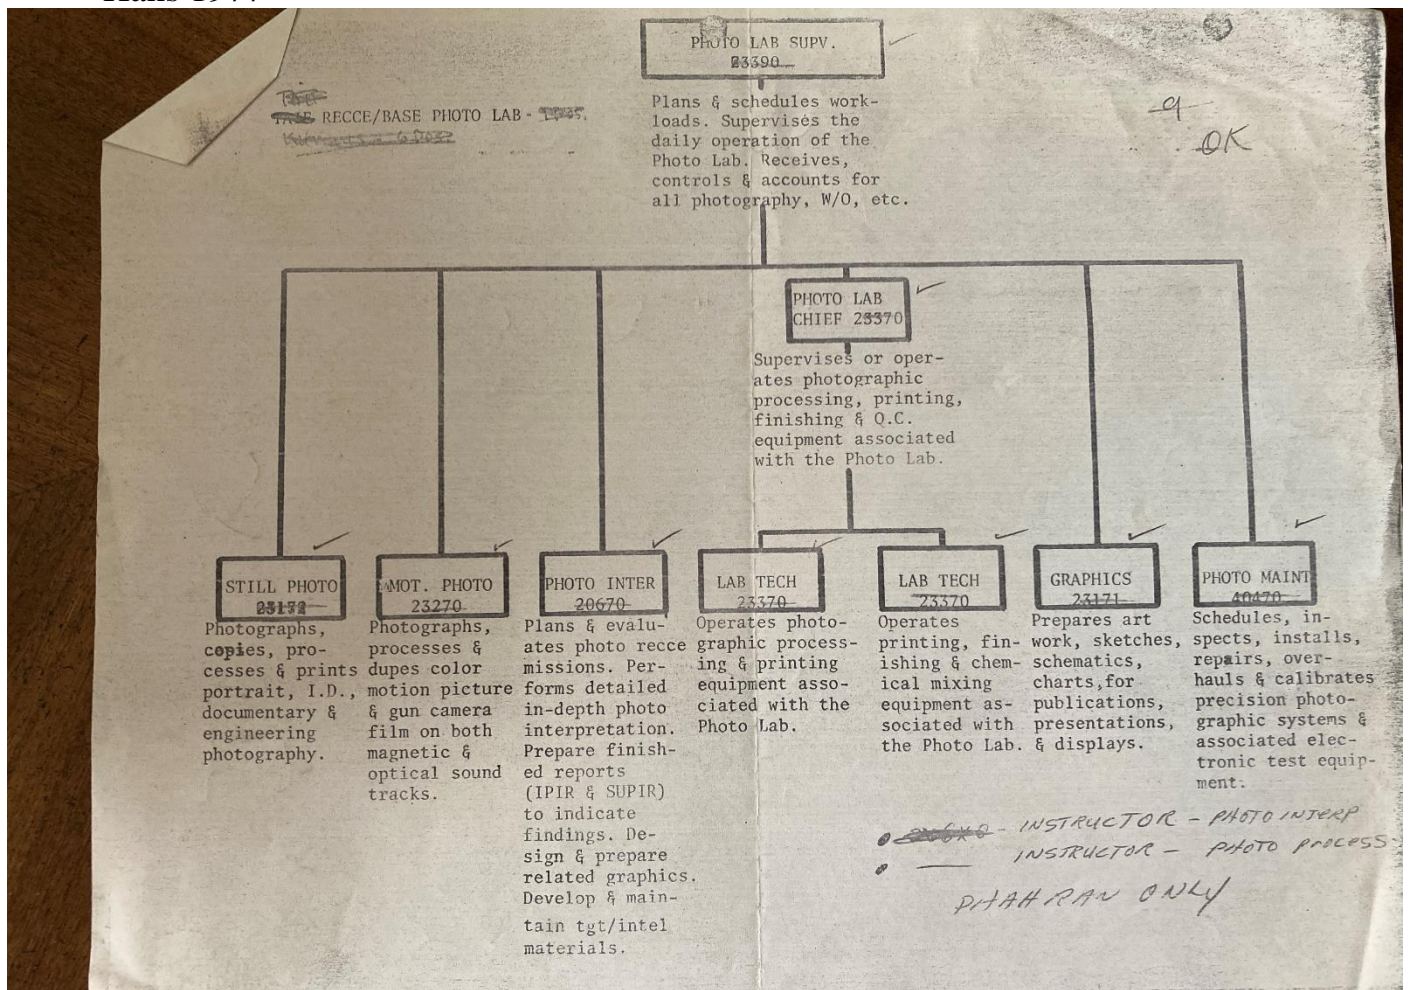 PHOTO LAB SUPV.
23390
RECCE/BASE PHOTO LAB -
Plans & schedules work-
loads. Supervises the
daily operation of the
Photo Lab. Receives,
controls & accounts for
all photography, W/O, etc.
9
OK
PHOTO LAB
CHIEF 23370
Supervises or oper-
ates photographic
processing, printing,
finishing & Q.C.
equipment associated
with the Photo Lab.
STILL PHOTO
23172
Photographs,
copies, pro-
cesses & prints
portrait, I.D.,
documentary &
engineering
photography.
MOT. PHOTO
23270
Photographs,
processes &
dupes color
motion picture
& gun camera
film on both
magnetic &
optical sound
tracks.
PHOTO INTER
20670
Plans & evalu-
ates photo recce
missions. Per-
forms detailed
in-depth photo
interpretation.
Prepare finish-
ed reports
(IPIR & SUPIR)
to indicate
findings. De-
sign & prepare
related graphics.
Develop & main-
tain tgt/intel
materials.
LAB TECH
23370
Operates photo-
graphic process-
ing & printing
equipment asso-
ciated with the
Photo Lab.
LAB TECH
23370
Operates
printing, fin-
ishing & chem-
ical mixing
equipment as-
sociated with
the Photo Lab.
GRAPHICS
23171
Prepares art
work, sketches,
schematics,
charts,for
publications,
presentations,
& displays.
PHOTO MAINT
40470
Schedules, in-
spects, installs,
repairs, over-
hauls & calibrates
precision photo-
graphic systems &
associated elec-
tronic test equip-
ment.
- INSTRUCTOR - PHOTO INTERP
INSTRUCTOR - PHOTO PROCESS
ONLY